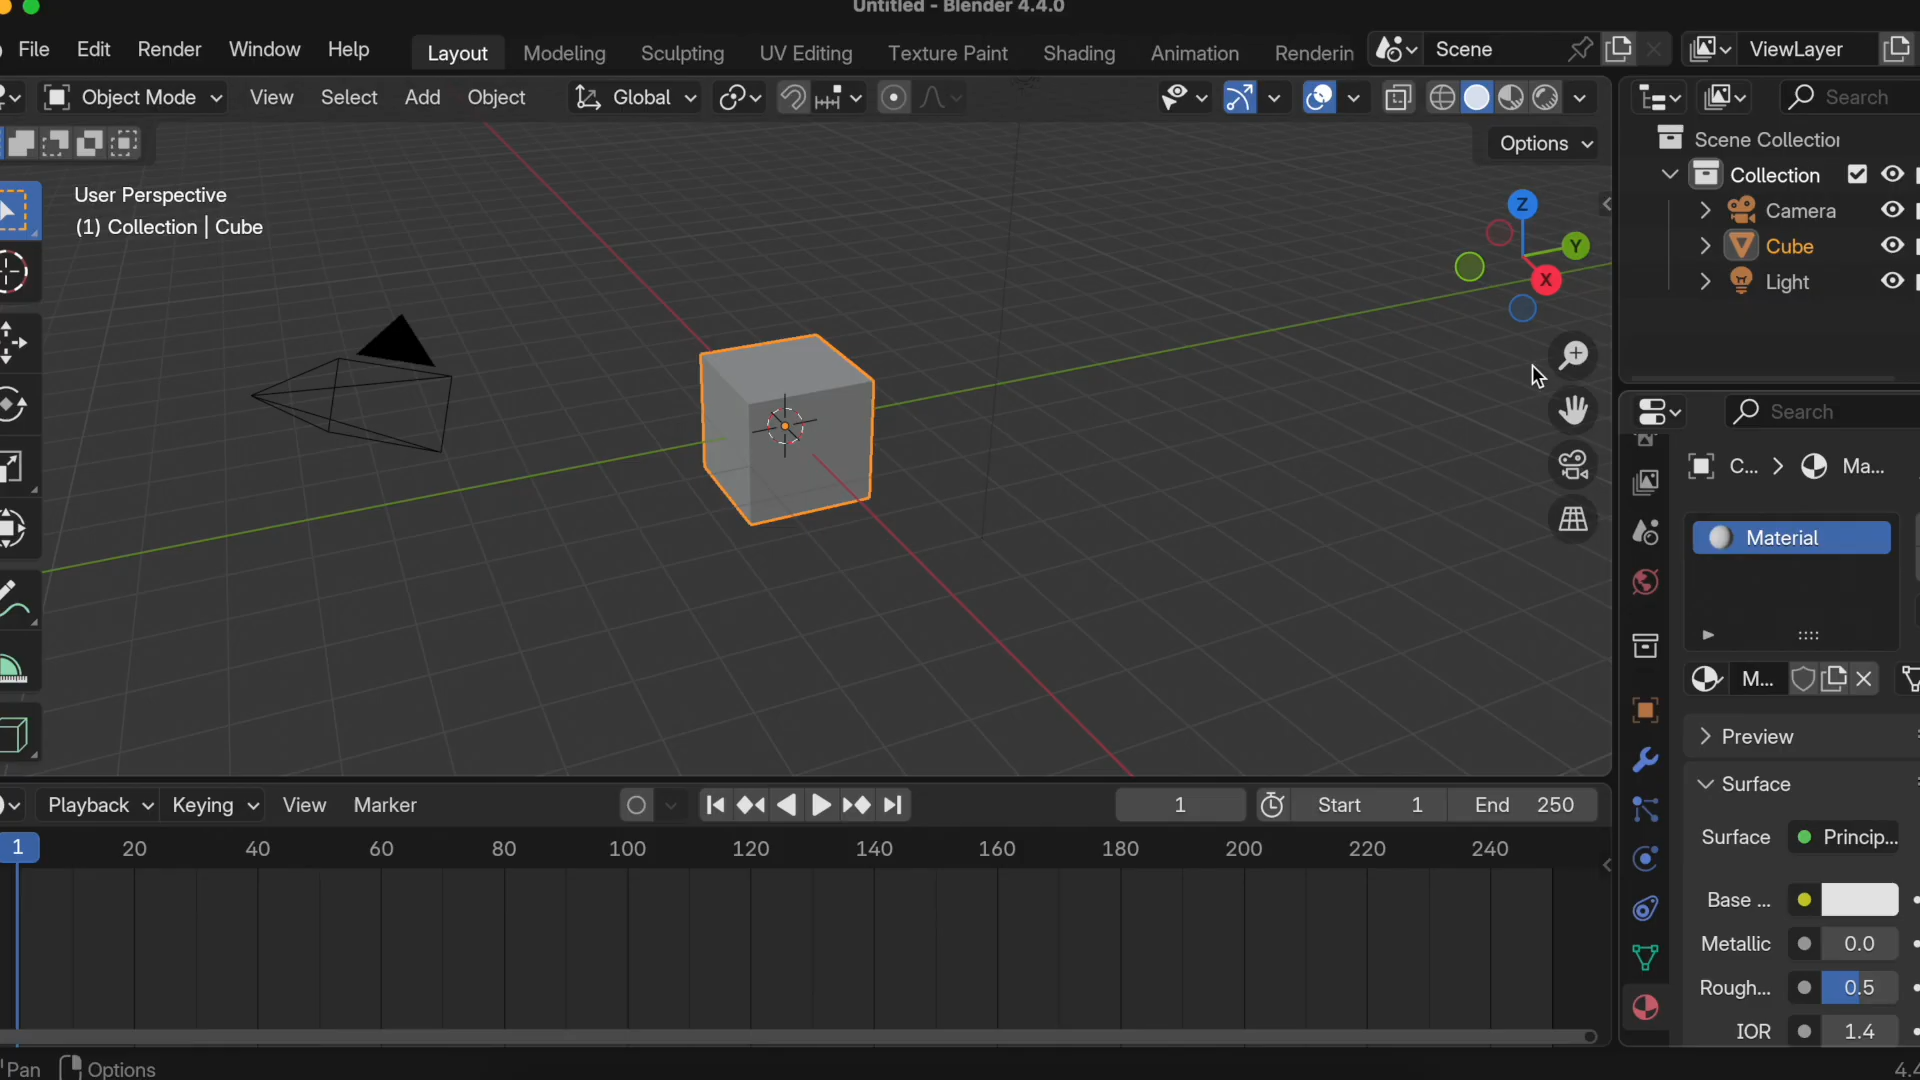 Untitled - Blender 4.4.0
File Edit Render Window Help Layout Modeling Sculpting UV Editing Texture Paint Shading Animation Renderin Scene ViewLayer
Object Mode View Select Add Object Global Search
Options
User Perspective
(1) Collection | Cube
Z
Y
X
Scene Collection
Collection
Camera
Cube
Light
Search
C... > Ma...
Material
M...
Preview
Surface
Surface Princip...
Base ...
Metallic 0.0
Rough... 0.5
IOR 1.4
Playback Keying View Marker 1 Start 1 End 250
1 20 40 60 80 100 120 140 160 180 200 220 240
Pan Options 4.4